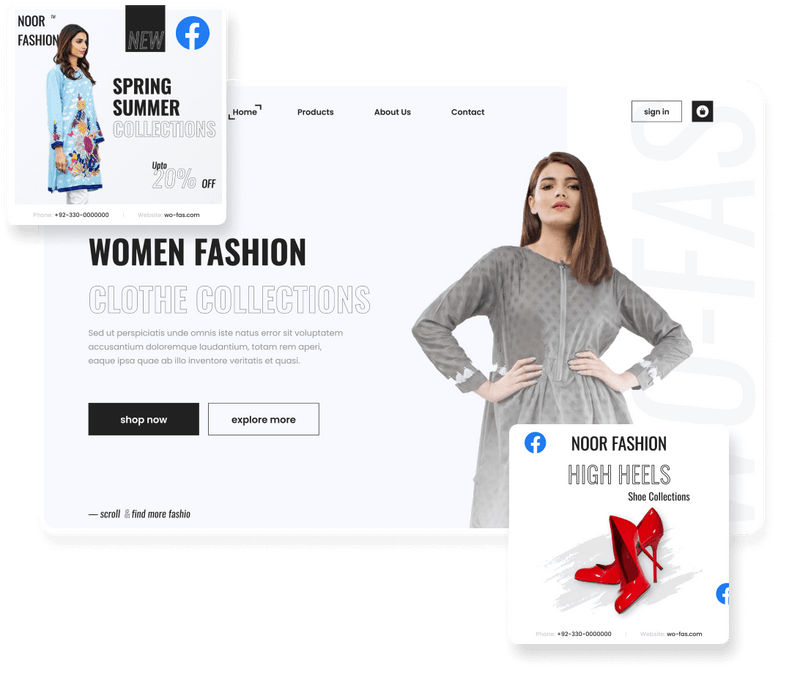 NOOR TM
FASHION
NEW
SPRING
SUMMER
COLLECTIONS
Upto
20% OFF
Phone: +92-330-0000000 | Website: wo-fas.com
Home Products About Us Contact sign in
WOMEN FASHION
CLOTHE COLLECTIONS
Sed ut perspiciatis unde omnis iste natus error sit voluptatem
accusantium doloremque laudantium, totam rem aperi,
eaque ipsa quae ab illo inventore veritatis et quasi.
shop now explore more
— scroll & find more fashio
WO-FAS
NOOR FASHION
HIGH HEELS
Shoe Collections
Phone: +92-330-0000000 | Website: wo-fas.com